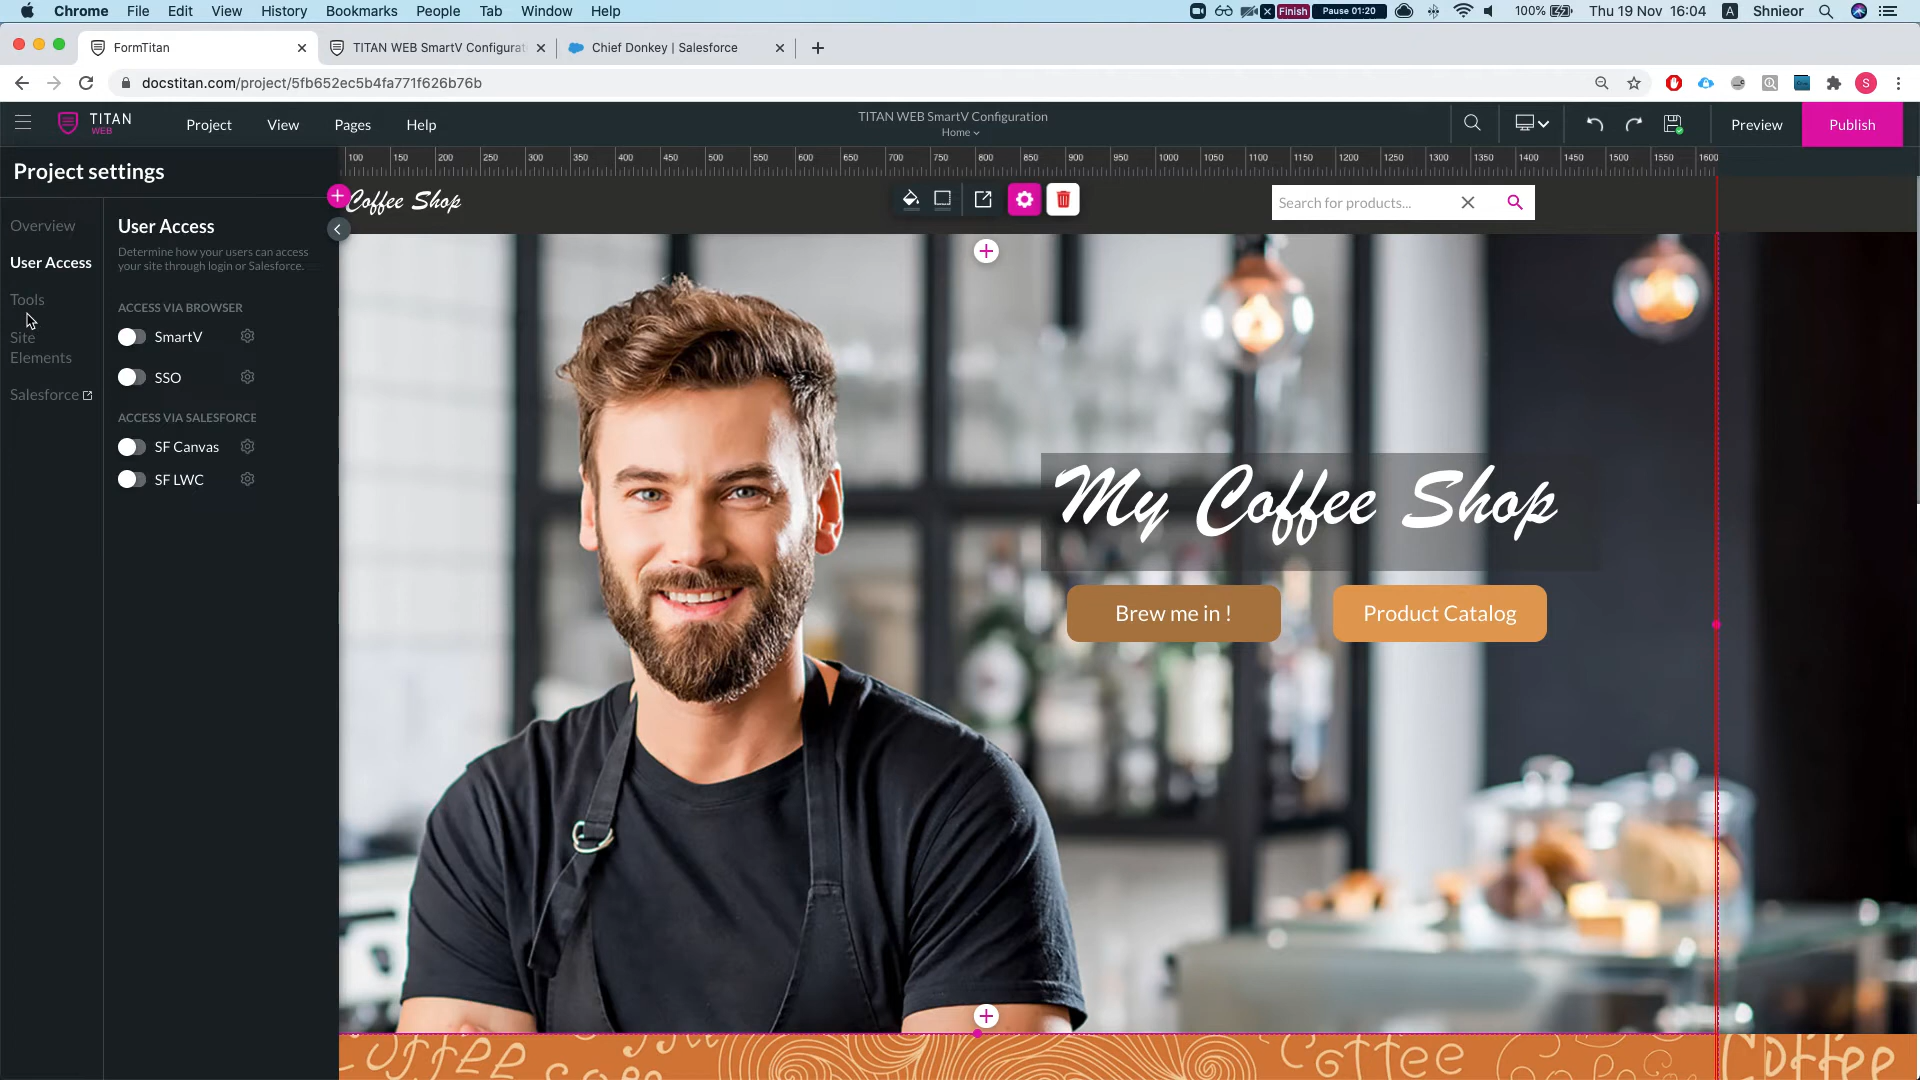 Chrome File Edit View History Bookmarks People Tab Window Help Finish Pause 01:20 100% Thu 19 Nov 16:04 A Shnieor
FormTitan TITAN WEB SmartV Configurat Chief Donkey | Salesforce
docstitan.com/project/5fb652ec5b4fa771f626b76b S
TITAN WEB Project View Pages Help TITAN WEB SmartV Configuration Preview Publish
Home
Project settings
100 150 200 250 300 350 400 450 500 550 600 650 700 750 800 850 900 950 1000 1050 1100 1150 1200 1250 1300 1350 1400 1450 1500 1550 1600
Coffee Shop Search for products...
Overview
User Access
Tools
Site
Elements
Salesforce
User Access
Determine how your users can access
your site through login or Salesforce.
ACCESS VIA BROWSER
SmartV
SSO
ACCESS VIA SALESFORCE
SF Canvas
SF LWC
My Coffee Shop
Brew me in ! Product Catalog
Coffee Coffee Coffee